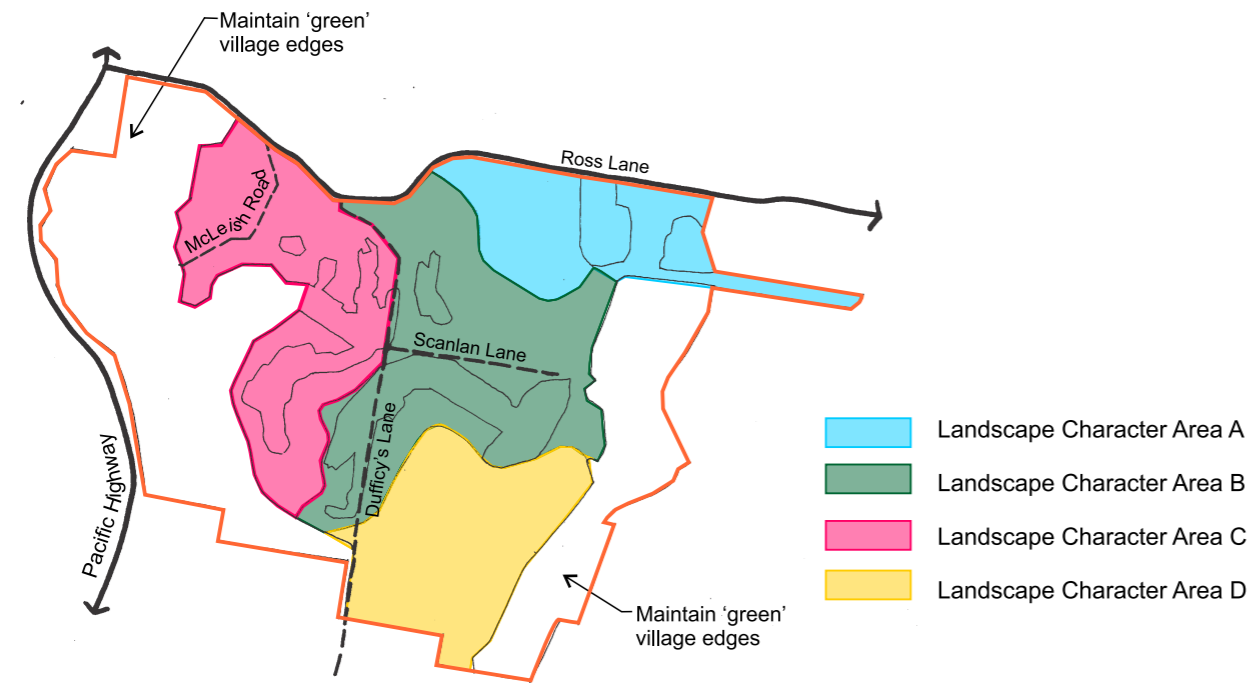 Maintain ‘green’
village edges
Ross Lane
McLeish Road
Scanlan Lane
Dufficy's Lane
Pacific Highway
Landscape Character Area A
Landscape Character Area B
Landscape Character Area C
Landscape Character Area D
Maintain ‘green’
village edges